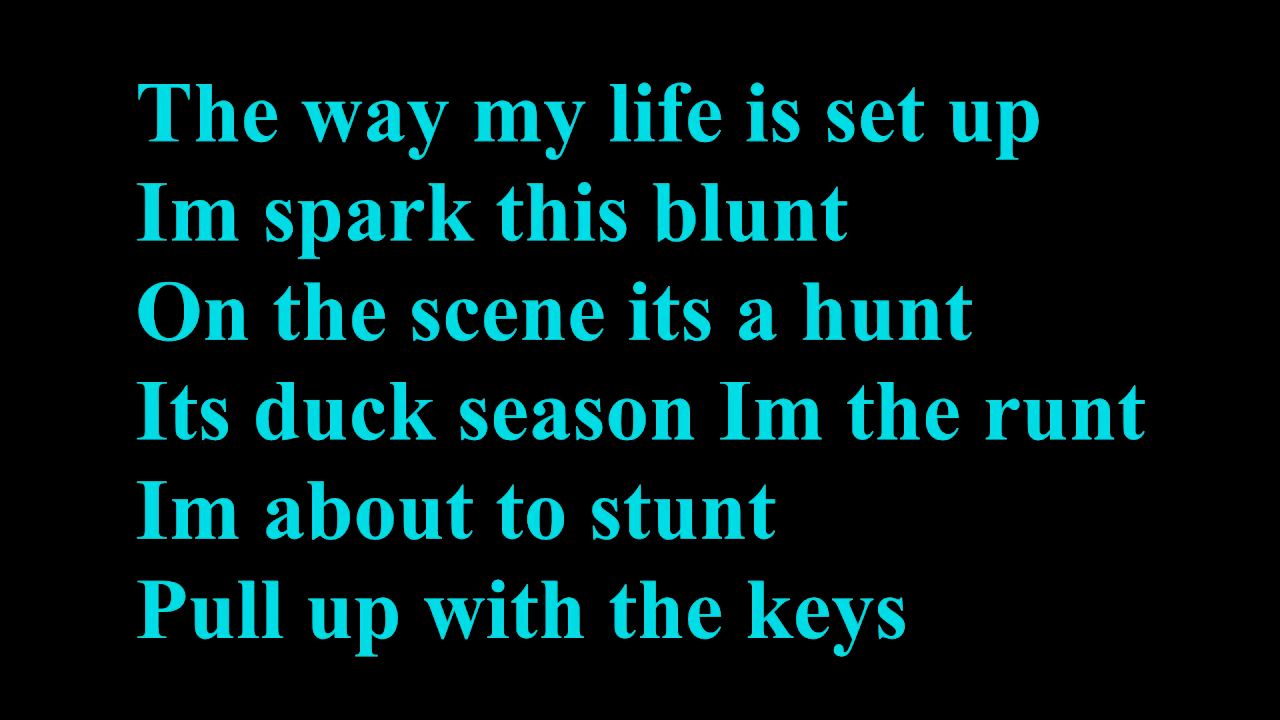 The way my life is set up
Im spark this blunt
On the scene its a hunt
Its duck season Im the runt
Im about to stunt
Pull up with the keys